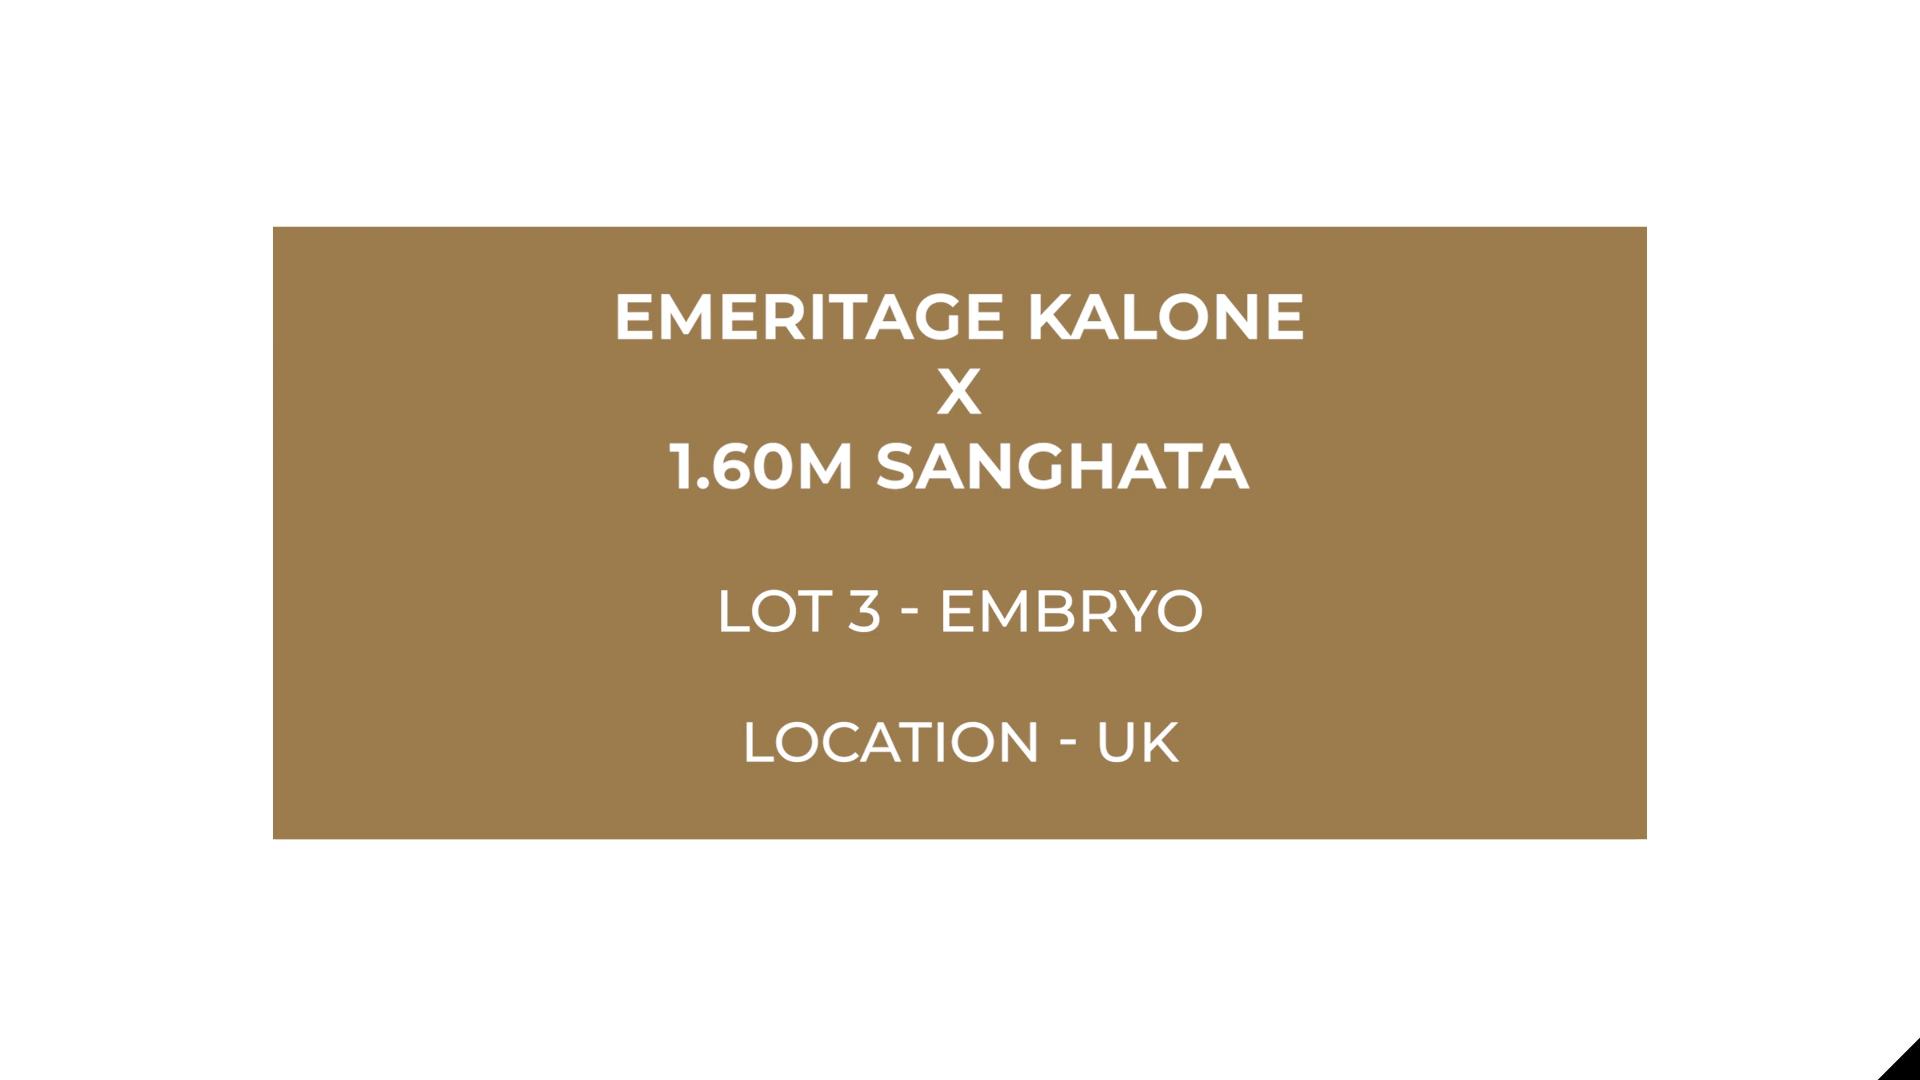 EMERITAGE KALONE
X
1.60M SANGHATA
LOT 3 - EMBRYO
LOCATION - UK